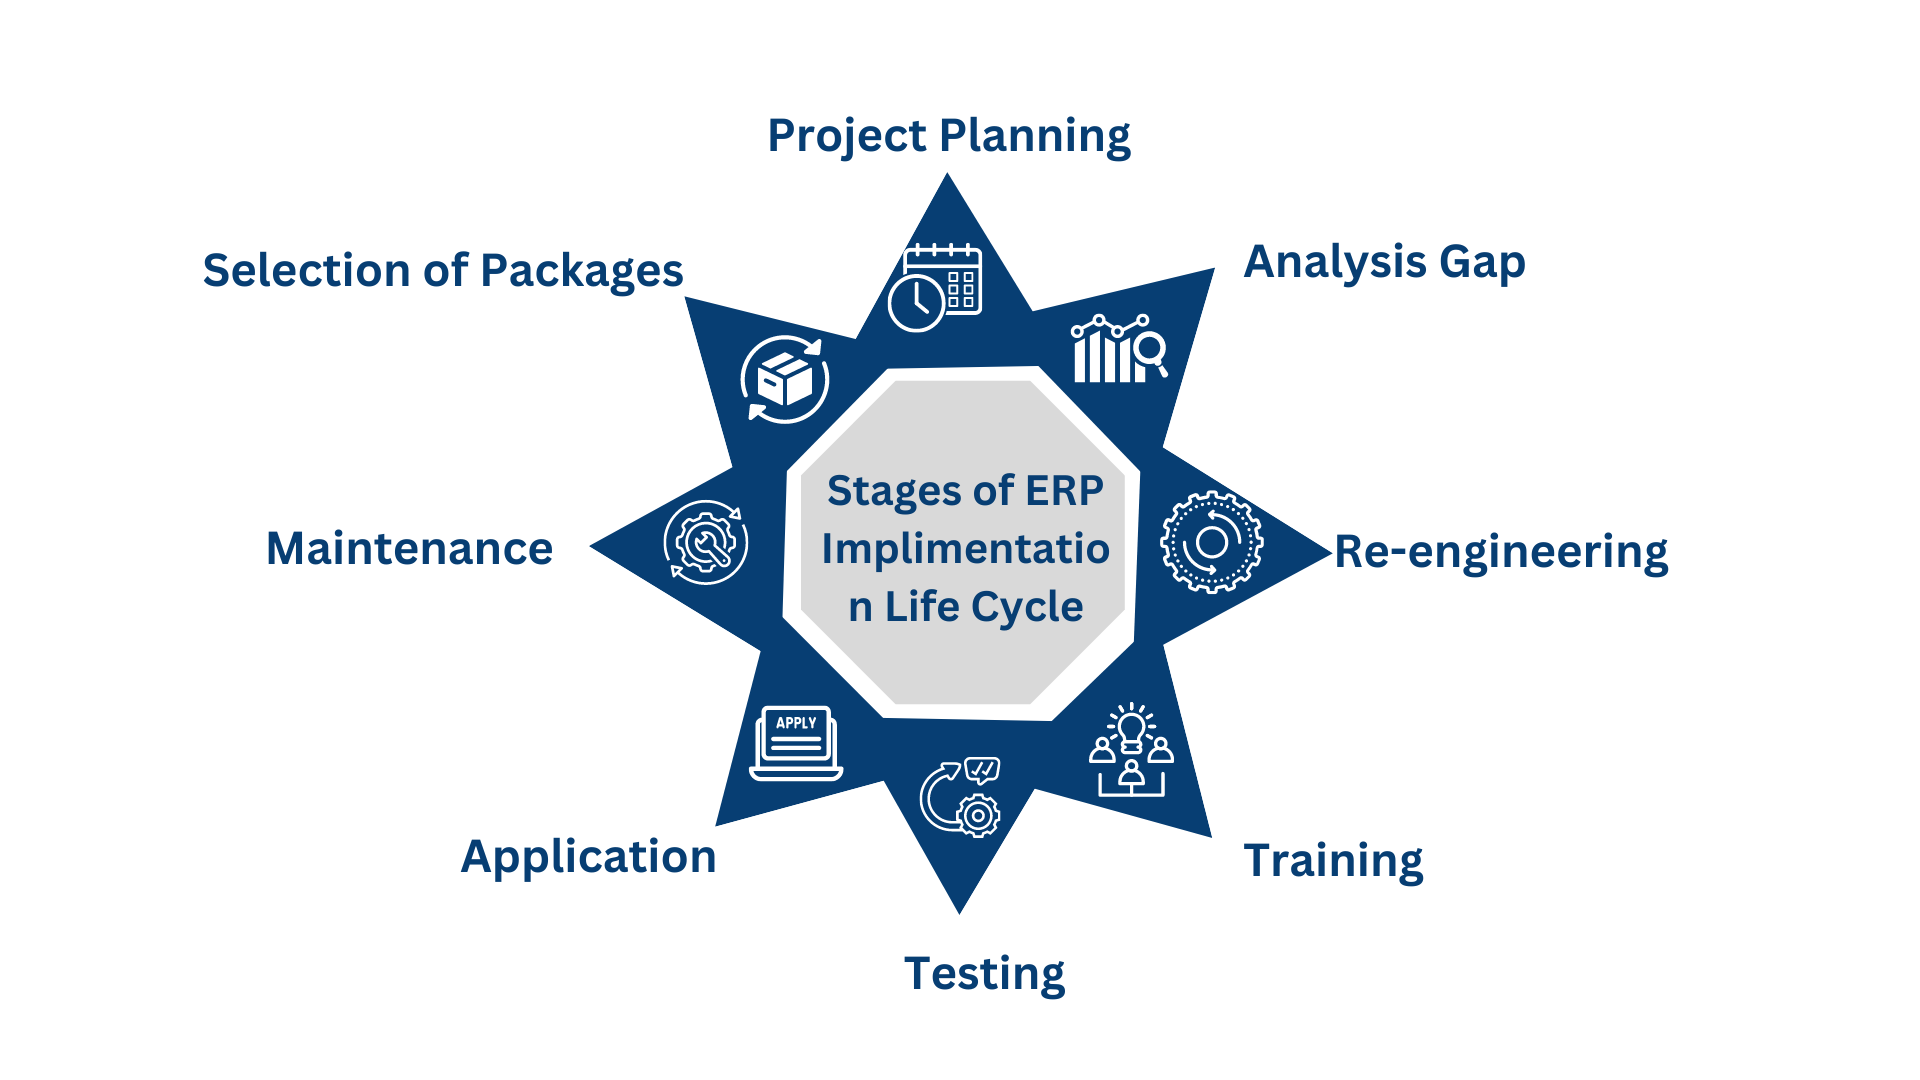 Project Planning
Selection of Packages
Analysis Gap
Stages of ERP
Implimentatio
n Life Cycle
Maintenance
Re-engineering
APPLY
Application
Training
Testing